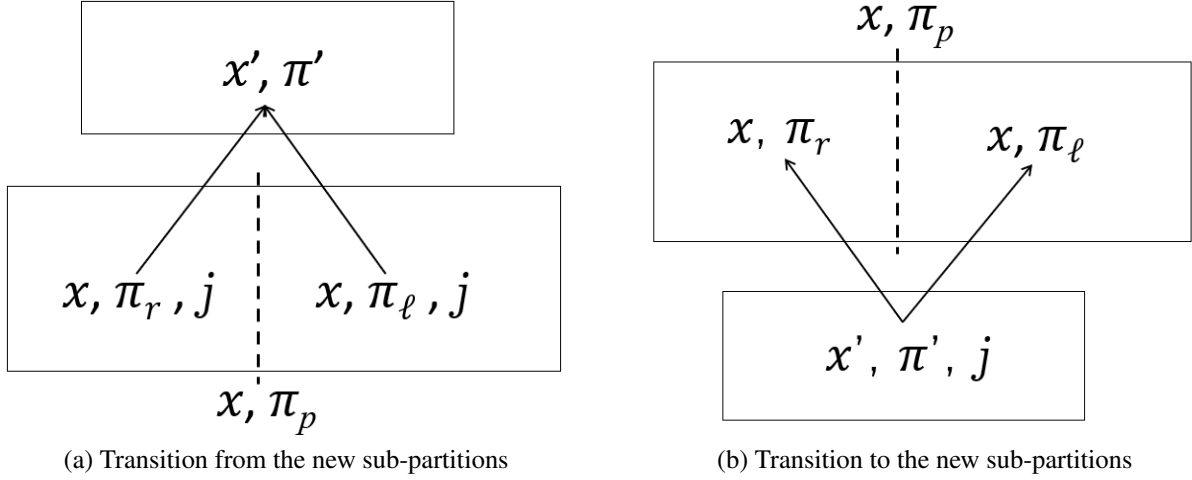 x′, π′
x, π_r , j
x, π_ℓ , j
x, π_p
(a) Transition from the new sub-partitions
x, π_p
x, π_r
x, π_ℓ
x', π', j
(b) Transition to the new sub-partitions